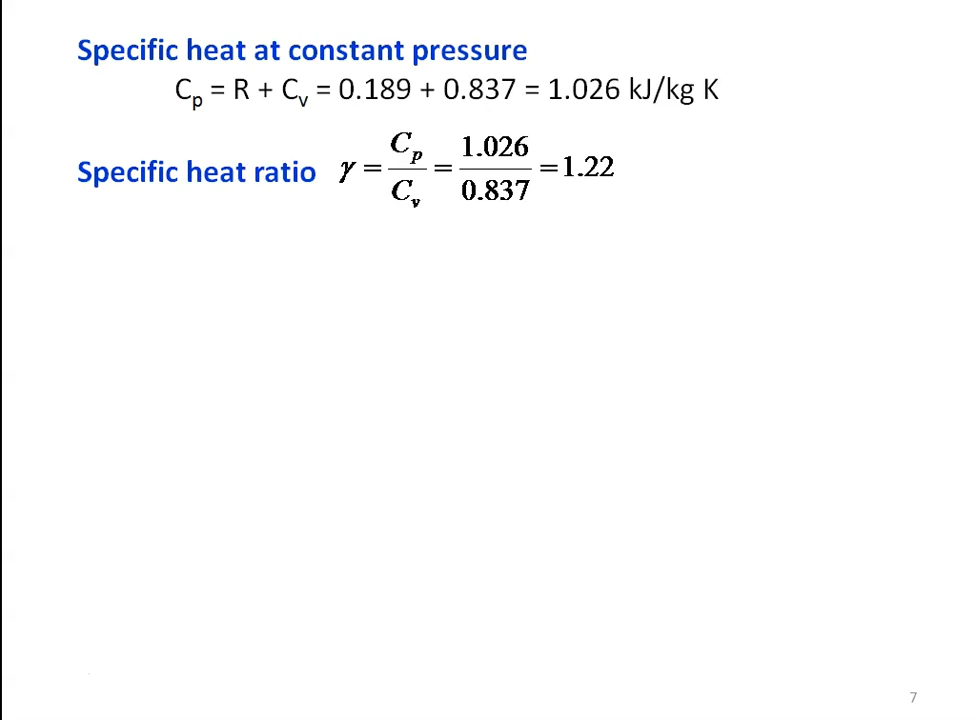 Specific heat at constant pressure
Cp = R + Cv = 0.189 + 0.837 = 1.026 kJ/kg K
Specific heat ratio γ = Cp/Cv = 1.026/0.837 = 1.22
7